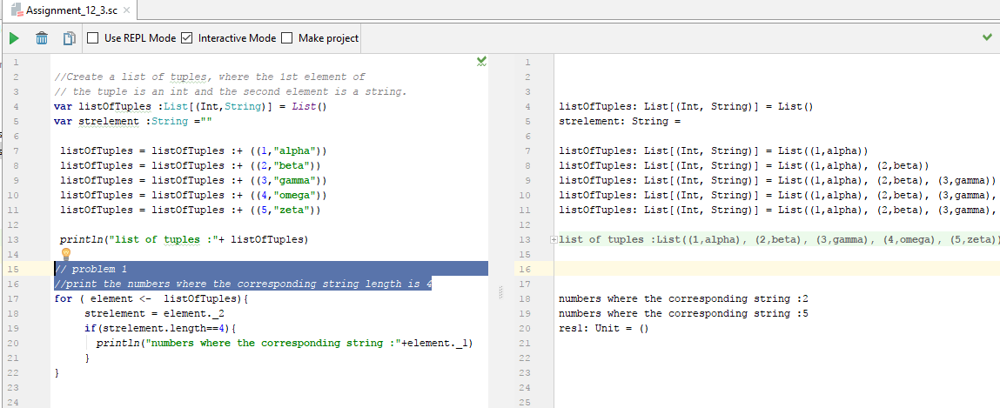 Assignment_12_3.sc
Use REPL Mode Interactive Mode Make project
1
2 //Create a list of tuples, where the 1st element of
3 // the tuple is an int and the second element is a string.
4 var listOfTuples :List[(Int,String)] = List()
5 var strelement :String =""
6
7 listOfTuples = listOfTuples :+ ((1,"alpha"))
8 listOfTuples = listOfTuples :+ ((2,"beta"))
9 listOfTuples = listOfTuples :+ ((3,"gamma"))
10 listOfTuples = listOfTuples :+ ((4,"omega"))
11 listOfTuples = listOfTuples :+ ((5,"zeta"))
12
13 println("list of tuples :"+ listOfTuples)
14
15 // problem 1
16 //print the numbers where the corresponding string length is 4
17 for ( element <- listOfTuples){
18 strelement = element._2
19 if(strelement.length==4){
20 println("numbers where the corresponding string :"+element._1)
21 }
22 }
23
24
1
2
3
4 listOfTuples: List[(Int, String)] = List()
5 strelement: String =
6
7 listOfTuples: List[(Int, String)] = List((1,alpha))
8 listOfTuples: List[(Int, String)] = List((1,alpha), (2,beta))
9 listOfTuples: List[(Int, String)] = List((1,alpha), (2,beta), (3,gamma))
10 listOfTuples: List[(Int, String)] = List((1,alpha), (2,beta), (3,gamma),
11 listOfTuples: List[(Int, String)] = List((1,alpha), (2,beta), (3,gamma),
12
13 list of tuples :List((1,alpha), (2,beta), (3,gamma), (4,omega), (5,zeta))
15
16
17
18 numbers where the corresponding string :2
19 numbers where the corresponding string :5
20 res1: Unit = ()
21
22
23
24
25